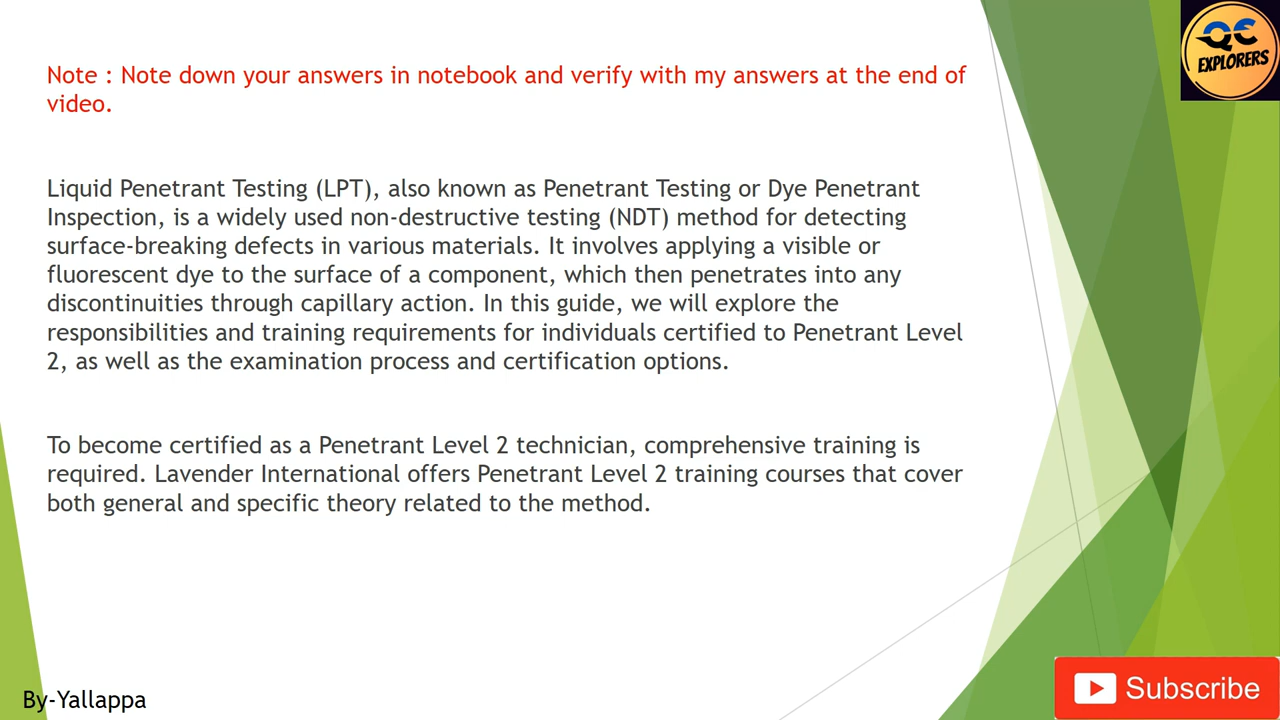 QE
EXPLORERS
Note : Note down your answers in notebook and verify with my answers at the end of
video.
Liquid Penetrant Testing (LPT), also known as Penetrant Testing or Dye Penetrant
Inspection, is a widely used non-destructive testing (NDT) method for detecting
surface-breaking defects in various materials. It involves applying a visible or
fluorescent dye to the surface of a component, which then penetrates into any
discontinuities through capillary action. In this guide, we will explore the
responsibilities and training requirements for individuals certified to Penetrant Level
2, as well as the examination process and certification options.
To become certified as a Penetrant Level 2 technician, comprehensive training is
required. Lavender International offers Penetrant Level 2 training courses that cover
both general and specific theory related to the method.
By-Yallappa
Subscribe